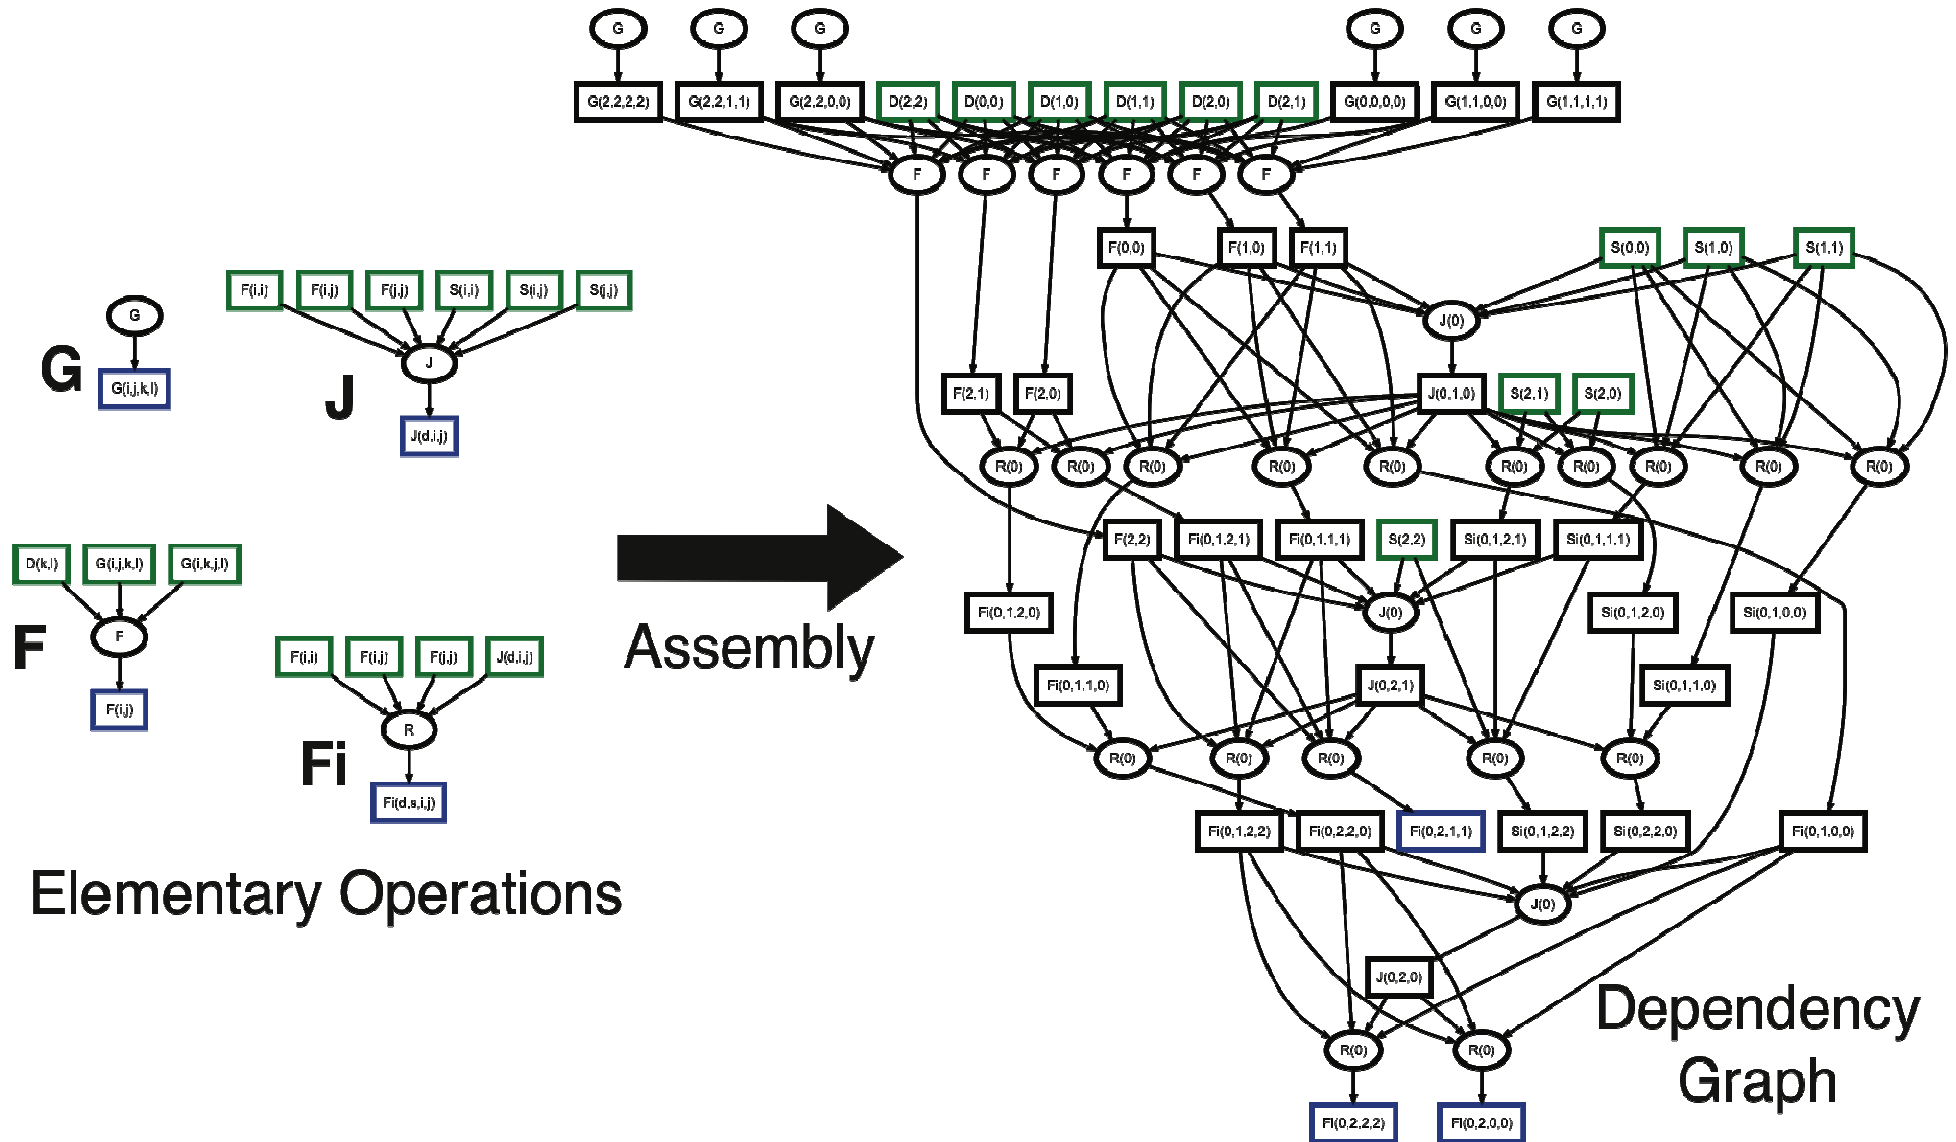 G G G G G G
G(2,2,2,2) G(2,2,1,1) G(2,2,0,0) D(2,2) D(0,0) D(1,0) D(1,1) D(2,0) D(2,1) G(0,0,0,0) G(1,1,0,0) G(1,1,1,1)
F F F F F F
F(0,0) F(1,0) F(1,1) S(0,0) S(1,0) S(1,1)
F(i,i) F(i,j) F(j,j) S(i,i) S(i,j) S(j,j)
G
J(0)
G
J
G(i,j,k,l)
J
F(2,1) F(2,0) J(0,1,0) S(2,1) S(2,0)
J(d,i,j)
R(0) R(0) R(0) R(0) R(0) R(0) R(0) R(0) R(0) R(0)
F(2,2) Fi(0,1,2,1) Fi(0,1,1,1) S(2,2) Si(0,1,2,1) Si(0,1,1,1)
D(k,l) G(i,j,k,l) G(i,k,j,l)
Fi(0,1,2,0) J(0) Si(0,1,2,0) Si(0,1,0,0)
F
F
Assembly
F(i,i) F(i,j) F(j,j) J(d,i,j)
Fi(0,1,1,0) J(0,2,1) Si(0,1,1,0)
F(i,j)
R
Fi
R(0) R(0) R(0) R(0) R(0)
Fi(d,s,i,j)
Fi(0,1,2,2) Fi(0,2,2,0) Fi(0,2,1,1) Si(0,1,2,2) Si(0,2,2,0) Fi(0,1,0,0)
Elementary Operations
J(0)
J(0,2,0)
Dependency
Graph
R(0) R(0)
Fi(0,2,2,2) Fi(0,2,0,0)